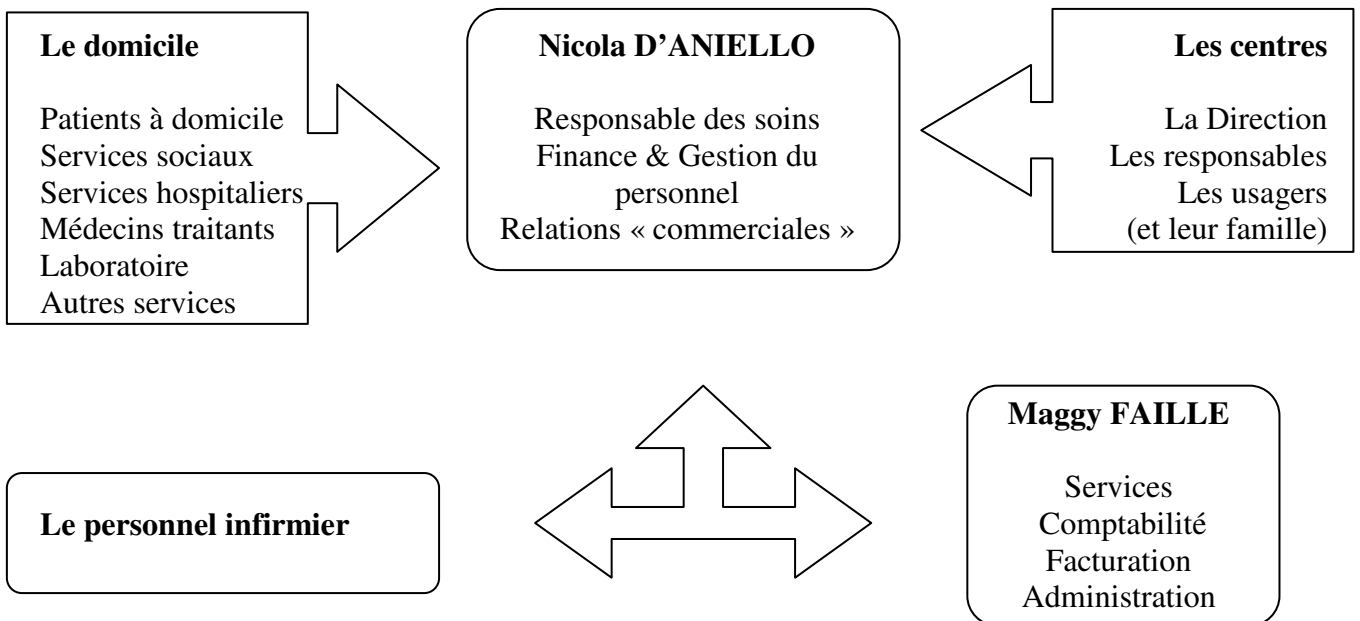 Le domicile
Patients à domicile
Services sociaux
Services hospitaliers
Médecins traitants
Laboratoire
Autres services
Nicola D’ANIELLO
Responsable des soins
Finance & Gestion du
personnel
Relations « commerciales »
Les centres
La Direction
Les responsables
Les usagers
(et leur famille)
Le personnel infirmier
Maggy FAILLE
Services
Comptabilité
Facturation
Administration